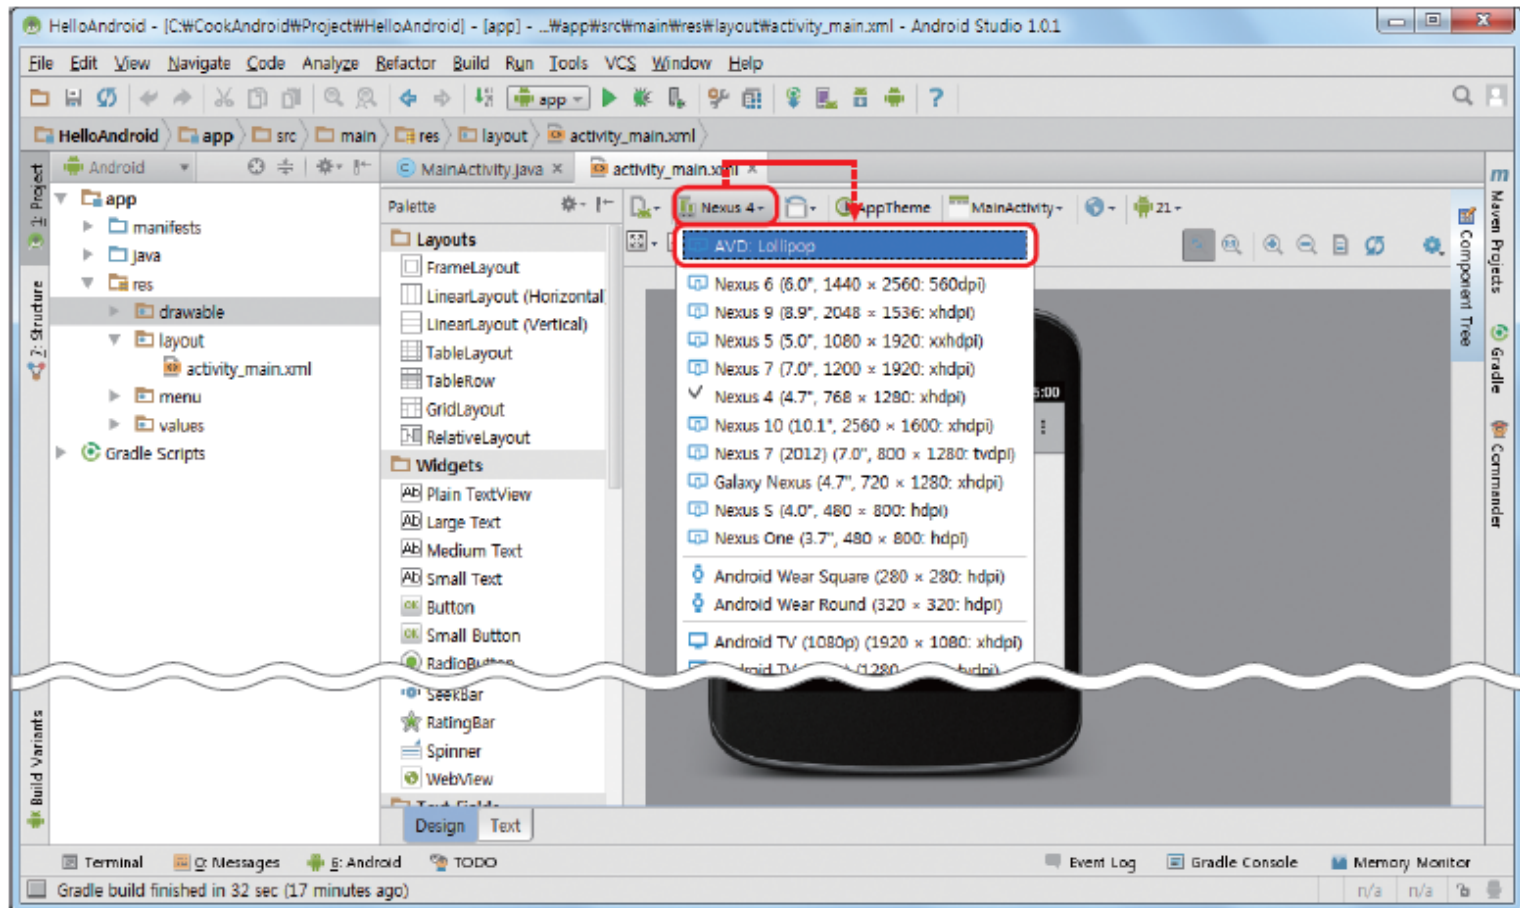 HelloAndroid - [C:₩CookAndroid₩Project₩HelloAndroid] - [app] - ...₩app₩src₩main₩res₩layout₩activity_main.xml - Android Studio 1.0.1
File Edit View Navigate Code Analyze Refactor Build Run Tools VCS Window Help
app
HelloAndroid app src main res layout activity_main.xml
1: Project
2: Structure
Build Variants
Android
app
manifests
java
res
drawable
layout
activity_main.xml
menu
values
Gradle Scripts
MainActivity.java
activity_main.xml
Palette
Layouts
FrameLayout
LinearLayout (Horizontal
LinearLayout (Vertical)
TableLayout
TableRow
GridLayout
RelativeLayout
Widgets
Plain TextView
Large Text
Medium Text
Small Text
Button
Small Button
RadioButton
SeekBar
RatingBar
Spinner
WebView
Text Fields
Design Text
Nexus 4 AppTheme MainActivity 21
AVD: Lollipop
Nexus 6 (6.0", 1440 × 2560: 560dpi)
Nexus 9 (8.9", 2048 × 1536: xhdpi)
Nexus 5 (5.0", 1080 × 1920: xxhdpi)
Nexus 7 (7.0", 1200 × 1920: xhdpi)
Nexus 4 (4.7", 768 × 1280: xhdpi)
Nexus 10 (10.1", 2560 × 1600: xhdpi)
Nexus 7 (2012) (7.0", 800 × 1280: tvdpi)
Galaxy Nexus (4.7", 720 × 1280: xhdpi)
Nexus S (4.0", 480 × 800: hdpi)
Nexus One (3.7", 480 × 800: hdpi)
Android Wear Square (280 × 280: hdpi)
Android Wear Round (320 × 320: hdpi)
Android TV (1080p) (1920 × 1080: xhdpi)
Android TV (1280 tvdpi)
5:00
m Maven Projects
Gradle
Commander
Component Tree
Terminal 0: Messages 6: Android TODO Event Log Gradle Console Memory Monitor
Gradle build finished in 32 sec (17 minutes ago) n/a n/a